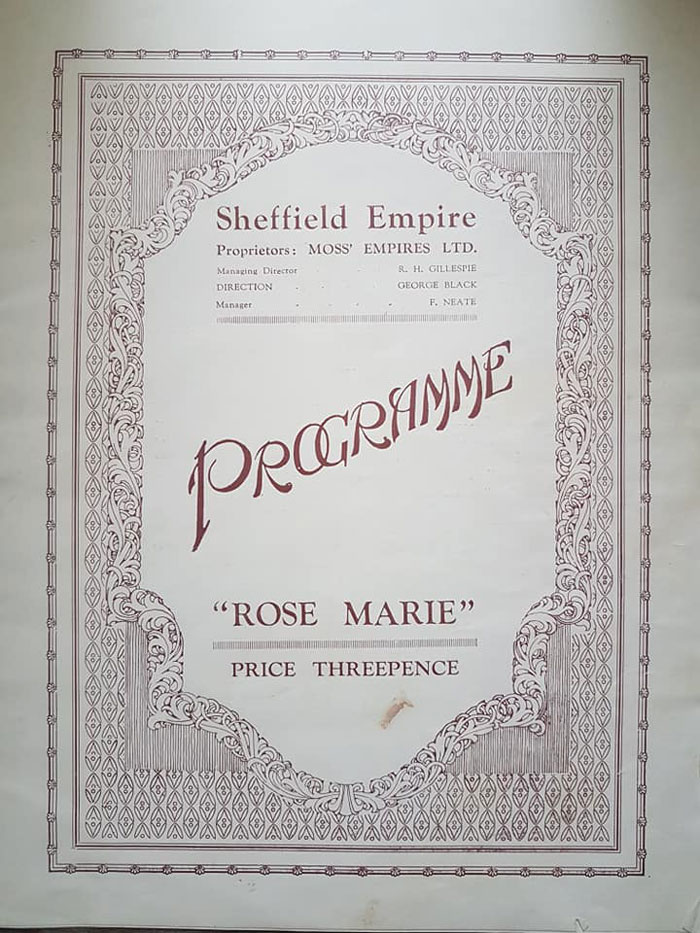 Sheffield Empire
Proprietors: MOSS' EMPIRES LTD.
Managing Director . . . R. H. GILLESPIE
DIRECTION . . . GEORGE BLACK
Manager . . . . F. NEATE
PROGRAMME
"ROSE MARIE"
PRICE THREEPENCE